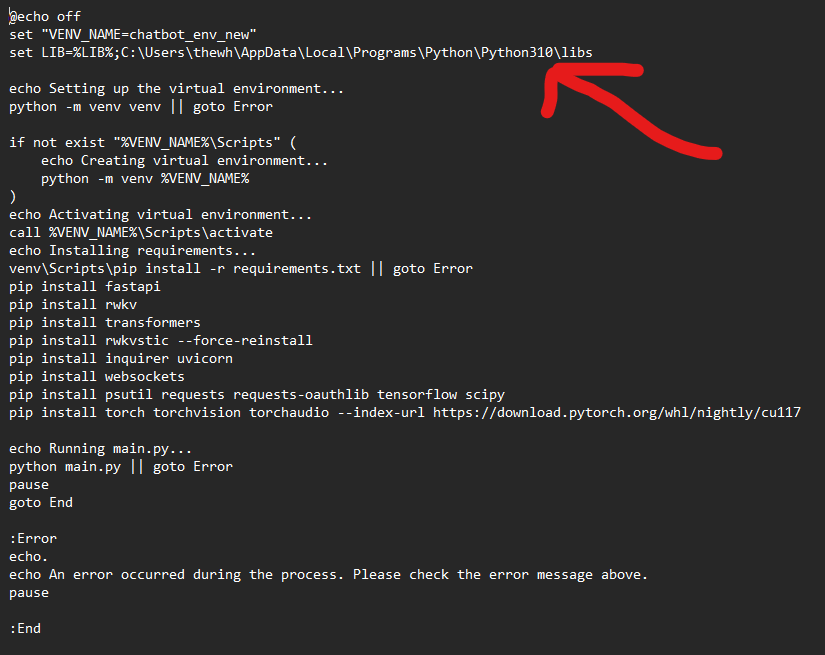 @echo off
set "VENV_NAME=chatbot_env_new"
set LIB=%LIB%;C:\Users\thewh\AppData\Local\Programs\Python\Python310\libs
echo Setting up the virtual environment...
python -m venv venv || goto Error
if not exist "%VENV_NAME%\Scripts" (
    echo Creating virtual environment...
    python -m venv %VENV_NAME%
)
echo Activating virtual environment...
call %VENV_NAME%\Scripts\activate
echo Installing requirements...
venv\Scripts\pip install -r requirements.txt || goto Error
pip install fastapi
pip install rwkv
pip install transformers
pip install rwkvstic --force-reinstall
pip install inquirer uvicorn
pip install websockets
pip install psutil requests requests-oauthlib tensorflow scipy
pip install torch torchvision torchaudio --index-url https://download.pytorch.org/whl/nightly/cu117
echo Running main.py...
python main.py || goto Error
pause
goto End
:Error
echo.
echo An error occurred during the process. Please check the error message above.
pause
:End